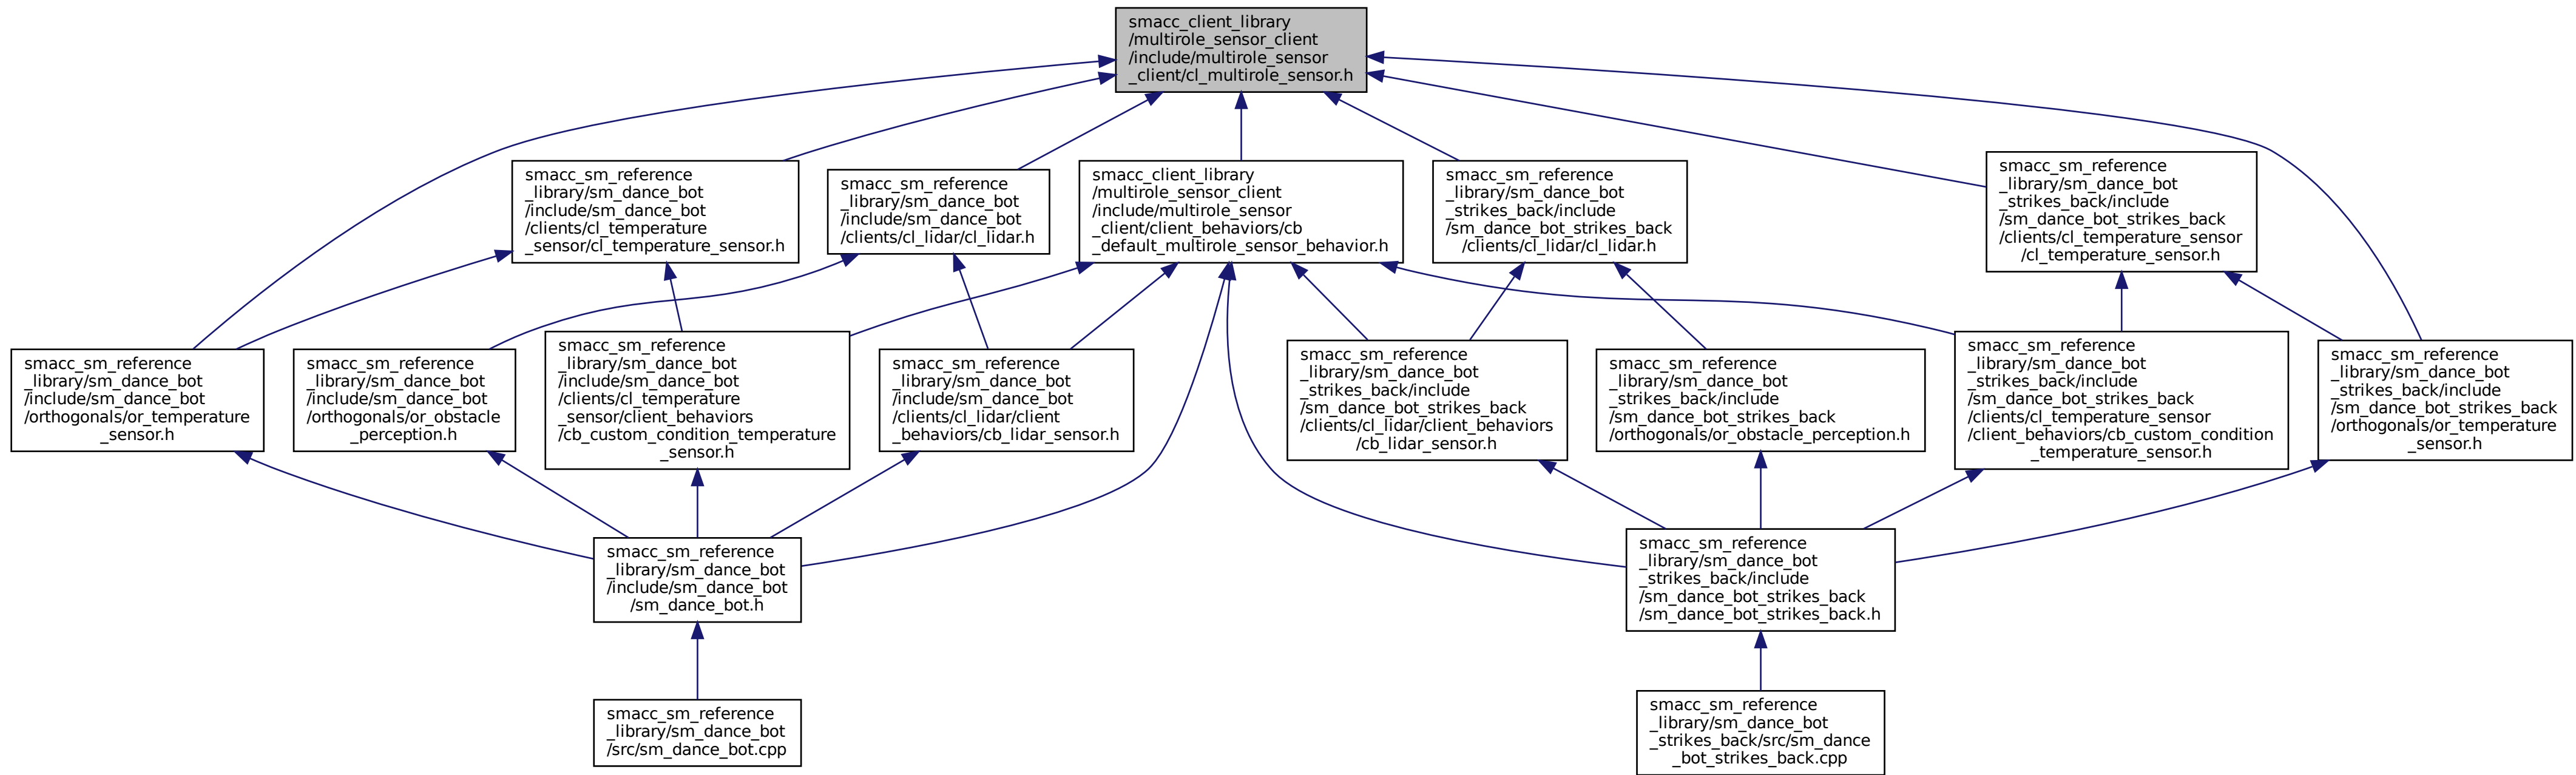 smacc_client_library
/multirole_sensor_client
/include/multirole_sensor
_client/cl_multirole_sensor.h
smacc_sm_reference
_library/sm_dance_bot
/include/sm_dance_bot
/clients/cl_temperature
_sensor/cl_temperature_sensor.h
smacc_sm_reference
_library/sm_dance_bot
/include/sm_dance_bot
/clients/cl_lidar/cl_lidar.h
smacc_client_library
/multirole_sensor_client
/include/multirole_sensor
_client/client_behaviors/cb
_default_multirole_sensor_behavior.h
smacc_sm_reference
_library/sm_dance_bot
_strikes_back/include
/sm_dance_bot_strikes_back
/clients/cl_lidar/cl_lidar.h
smacc_sm_reference
_library/sm_dance_bot
_strikes_back/include
/sm_dance_bot_strikes_back
/clients/cl_temperature_sensor
/cl_temperature_sensor.h
smacc_sm_reference
_library/sm_dance_bot
/include/sm_dance_bot
/orthogonals/or_temperature
_sensor.h
smacc_sm_reference
_library/sm_dance_bot
/include/sm_dance_bot
/orthogonals/or_obstacle
_perception.h
smacc_sm_reference
_library/sm_dance_bot
/include/sm_dance_bot
/clients/cl_temperature
_sensor/client_behaviors
/cb_custom_condition_temperature
_sensor.h
smacc_sm_reference
_library/sm_dance_bot
/include/sm_dance_bot
/clients/cl_lidar/client
_behaviors/cb_lidar_sensor.h
smacc_sm_reference
_library/sm_dance_bot
_strikes_back/include
/sm_dance_bot_strikes_back
/clients/cl_lidar/client_behaviors
/cb_lidar_sensor.h
smacc_sm_reference
_library/sm_dance_bot
_strikes_back/include
/sm_dance_bot_strikes_back
/orthogonals/or_obstacle_perception.h
smacc_sm_reference
_library/sm_dance_bot
_strikes_back/include
/sm_dance_bot_strikes_back
/clients/cl_temperature_sensor
/client_behaviors/cb_custom_condition
_temperature_sensor.h
smacc_sm_reference
_library/sm_dance_bot
_strikes_back/include
/sm_dance_bot_strikes_back
/orthogonals/or_temperature
_sensor.h
smacc_sm_reference
_library/sm_dance_bot
/include/sm_dance_bot
/sm_dance_bot.h
smacc_sm_reference
_library/sm_dance_bot
_strikes_back/include
/sm_dance_bot_strikes_back
/sm_dance_bot_strikes_back.h
smacc_sm_reference
_library/sm_dance_bot
/src/sm_dance_bot.cpp
smacc_sm_reference
_library/sm_dance_bot
_strikes_back/src/sm_dance
_bot_strikes_back.cpp